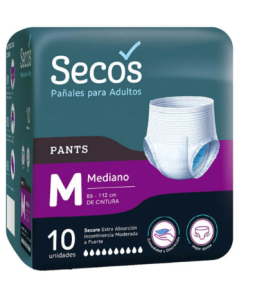 Secos
Pañales para Adultos
PANTS
M Mediano
86 - 112 cm
DE CINTURA
10
unidades
Secure Extra Absorción
Incontinencia Moderada
a Fuerte